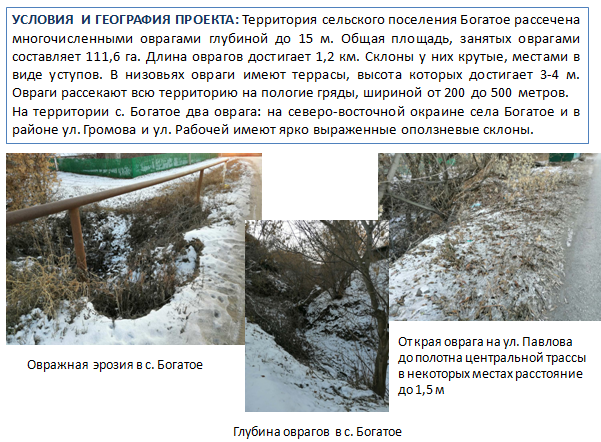 УСЛОВИЯ И ГЕОГРАФИЯ ПРОЕКТА: Территория сельского поселения Богатое рассечена
многочисленными оврагами глубиной до 15 м. Общая площадь, занятых оврагами
составляет 111,6 га. Длина оврагов достигает 1,2 км. Склоны у них крутые, местами в
виде уступов. В низовьях овраги имеют террасы, высота которых достигает 3-4 м.
Овраги рассекают всю территорию на пологие гряды, шириной от 200 до 500 метров.
На территории с. Богатое два оврага: на северо-восточной окраине села Богатое и в
районе ул. Громова и ул. Рабочей имеют ярко выраженные оползневые склоны.
Овражная эрозия в с. Богатое
От края оврага на ул. Павлова
до полотна центральной трассы
в некоторых местах расстояние
до 1,5 м
Глубина оврагов в с. Богатое